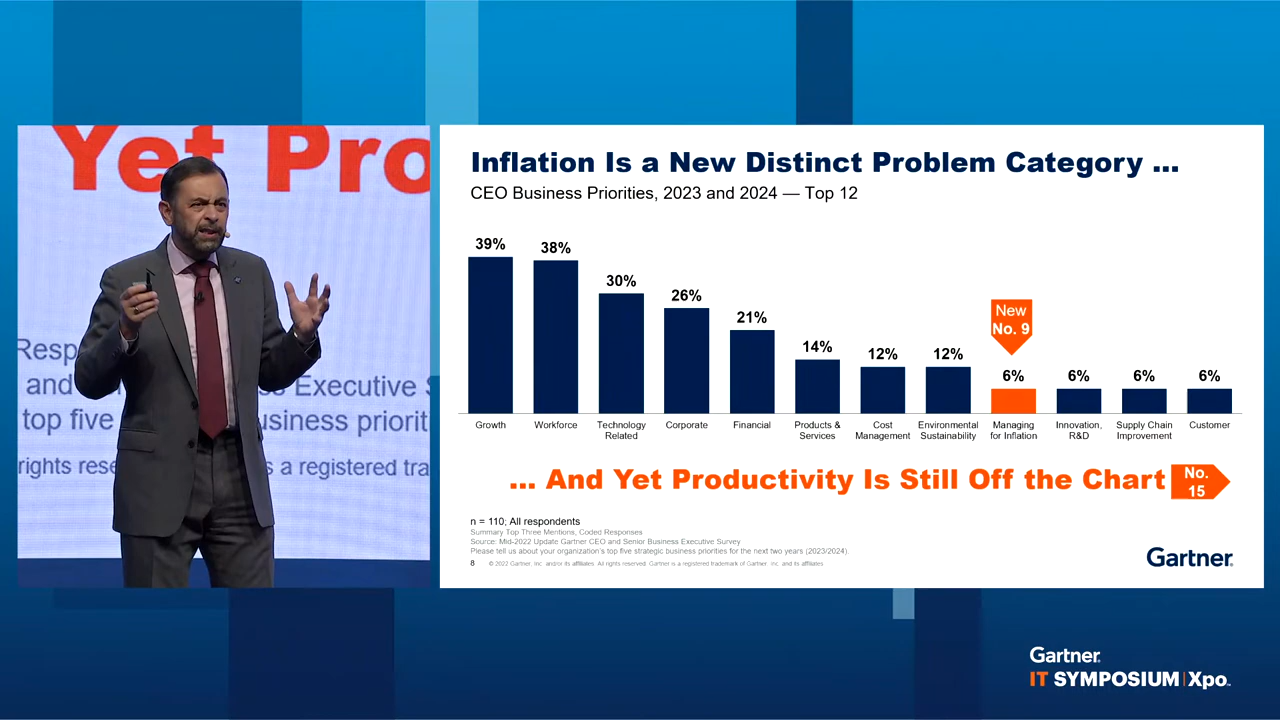 Yet Pro
Resp
and
Executive S
top five
usiness priorit
rights rese
s a registered tra
Inflation Is a New Distinct Problem Category ...
CEO Business Priorities, 2023 and 2024 — Top 12
39%
38%
30%
26%
21%
14%
12%
12%
New
No. 9
6%
6%
6%
6%
Growth
Workforce
Technology
Related
Corporate
Financial
Products &
Services
Cost
Management
Environmental
Sustainability
Managing
for Inflation
Innovation,
R&D
Supply Chain
Improvement
Customer
... And Yet Productivity Is Still Off the Chart
No.
15
n = 110; All respondents
Summary Top Three Mentions, Coded Responses
Source: Mid-2022 Update Gartner CEO and Senior Business Executive Survey
Please tell us about your organization's top five strategic business priorities for the next two years (2023/2024).
8 © 2022 Gartner, Inc. and/or its affiliates. All rights reserved. Gartner is a registered trademark of Gartner, Inc. and its affiliates.
Gartner®
Gartner®
IT SYMPOSIUM | Xpo™